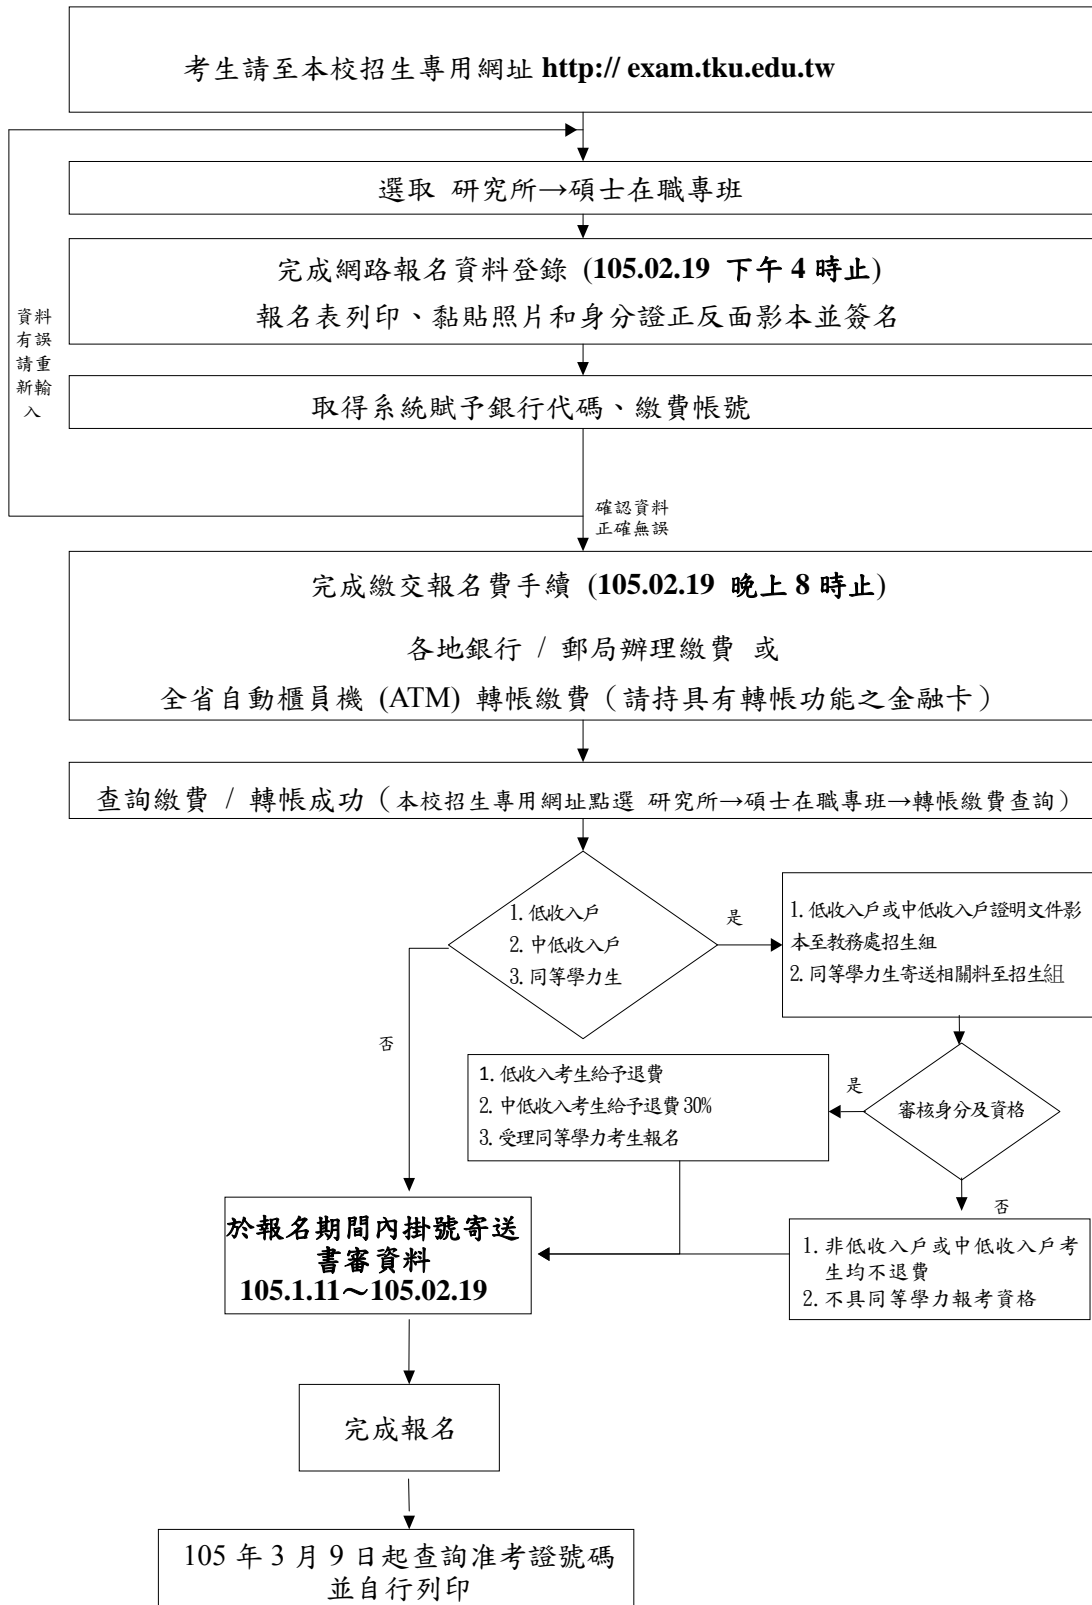 考生請至本校招生專用網址 http:// exam.tku.edu.tw
選取 研究所→碩士在職專班
完成網路報名資料登錄 (105.02.19 下午 4 時止)
報名表列印、黏貼照片和身分證正反面影本並簽名
資料
有誤
請重
新輸
入
取得系統賦予銀行代碼、繳費帳號
確認資料
正確無誤
完成繳交報名費手續 (105.02.19 晚上 8 時止)
各地銀行 / 郵局辦理繳費 或
全省自動櫃員機 (ATM) 轉帳繳費（請持具有轉帳功能之金融卡）
查詢繳費 / 轉帳成功（本校招生專用網址點選 研究所→碩士在職專班→轉帳繳費查詢）
1. 低收入戶
2. 中低收入戶
3. 同等學力生
是
1. 低收入戶或中低收入戶證明文件影
本至教務處招生組
2. 同等學力生寄送相關料至招生組
否
1. 低收入考生給予退費
2. 中低收入考生給予退費 30%
3. 受理同等學力考生報名
是
審核身分及資格
否
於報名期間內掛號寄送
書審資料
105.1.11～105.02.19
1. 非低收入戶或中低收入戶考
生均不退費
2. 不具同等學力報考資格
完成報名
105 年 3 月 9 日起查詢准考證號碼
並自行列印